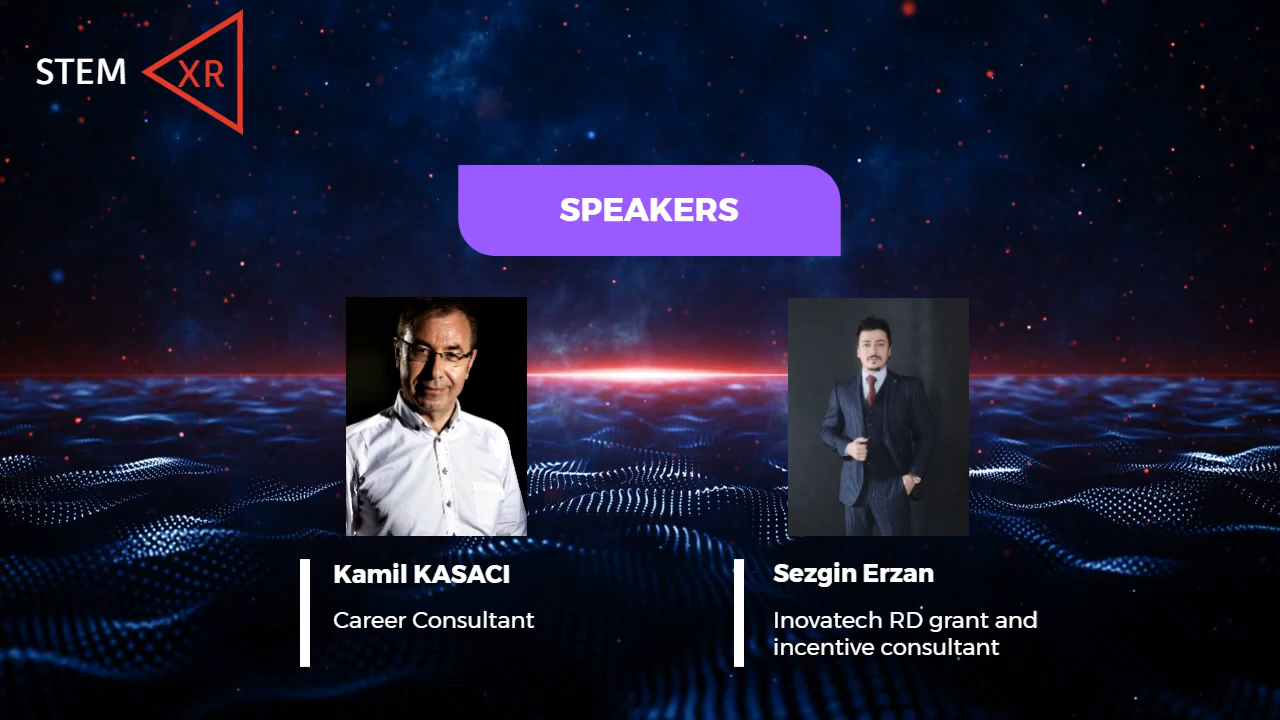 STEM XR
SPEAKERS
Kamil KASACI
Career Consultant
Sezgin Erzan
Inovatech RD grant and
incentive consultant